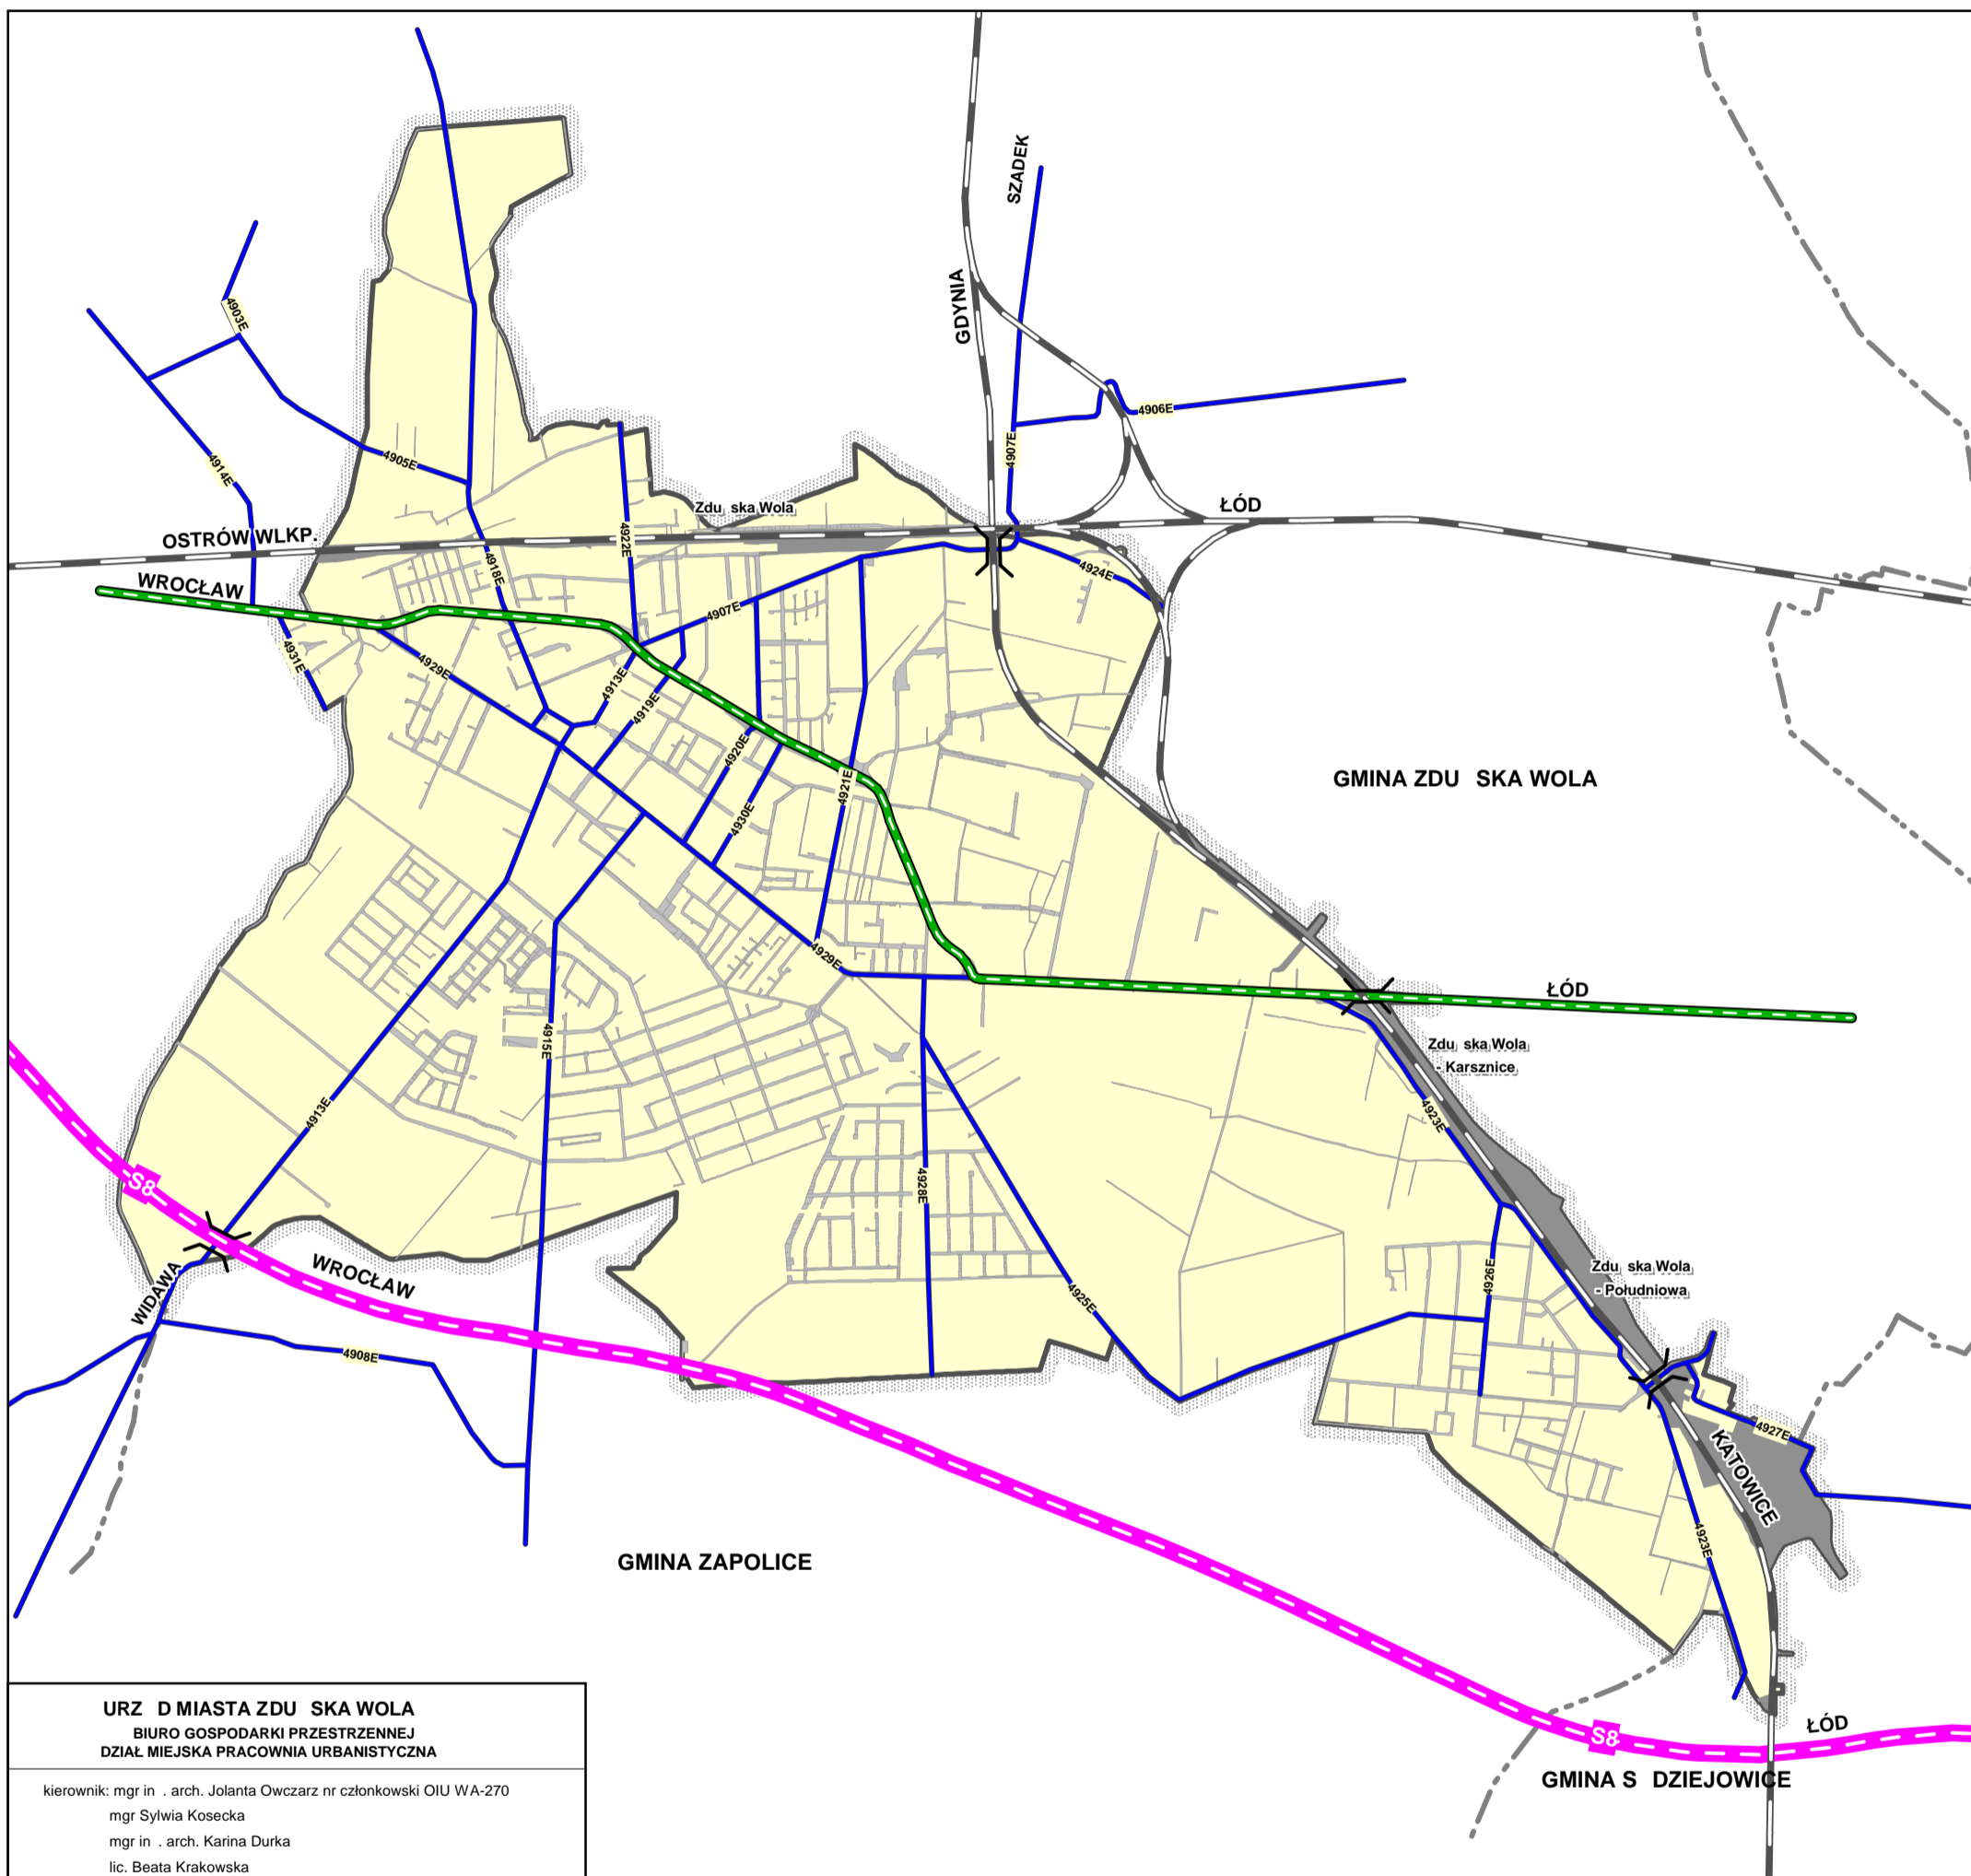 SZADEK
GDYNIA
4903E
4906E
4907E
4905E
4914E
ŁÓD
Zdu ska Wola
OSTRÓW WLKP.
4922E
4918E
4924E
WROCŁAW
4907E
4931E
4929E
4913E
4919E
4920E
4921E
4930E
GMINA ZDU SKA WOLA
4929E
ŁÓD
4915E
Zdu ska Wola
- Karsznice
4913E
4923E
4928E
S8
WROCŁAW
WIDAWA
4925E
4926E
Zdu ska Wola
- Południowa
4908E
4927E
KATOWICE
4923E
GMINA ZAPOLICE
S8
ŁÓD
GMINA S DZIEJOWICE
URZ D MIASTA ZDU SKA WOLA
BIURO GOSPODARKI PRZESTRZENNEJ
DZIAŁ MIEJSKA PRACOWNIA URBANISTYCZNA
kierownik: mgr in . arch. Jolanta Owczarz nr członkowski OIU WA-270
mgr Sylwia Kosecka
mgr in . arch. Karina Durka
lic. Beata Krakowska